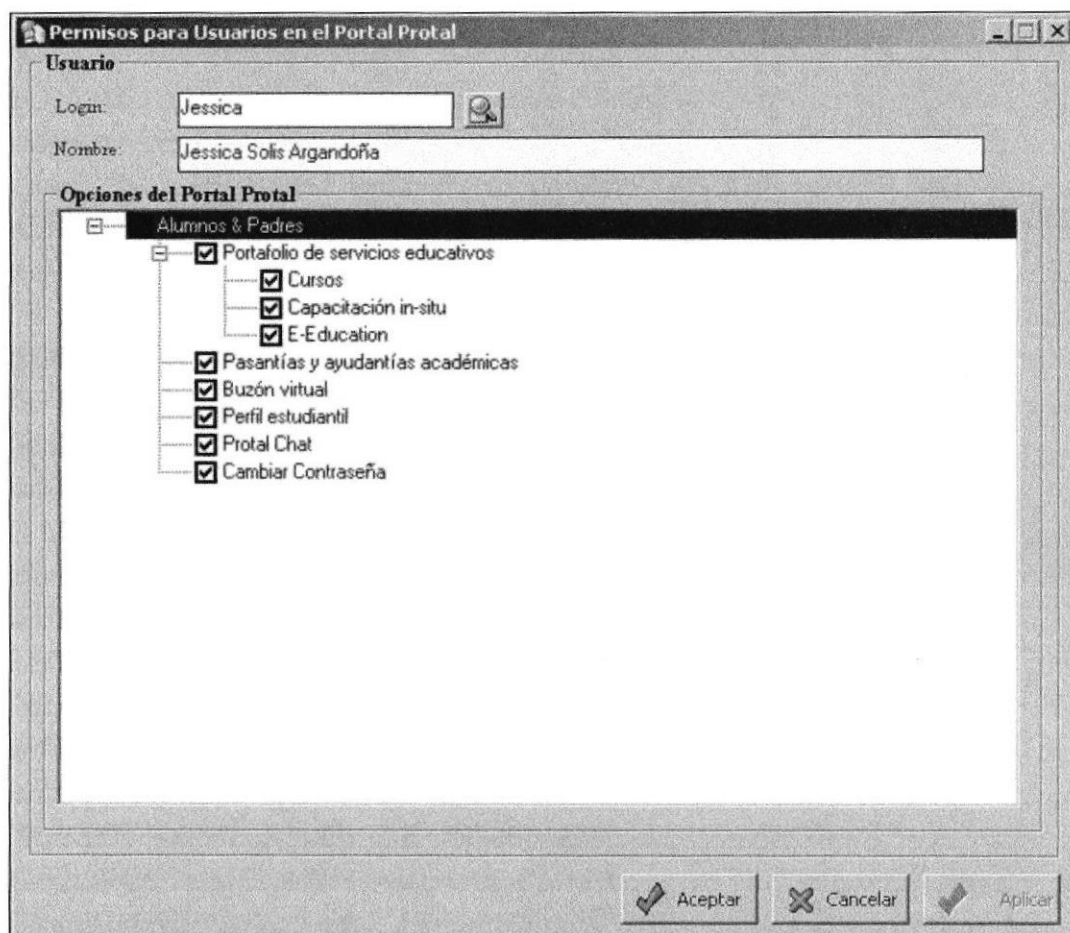 Permisos para Usuarios en el Portal Protal
Usuario
Login:
Jessica
Nombre:
Jessica Solis Argandoña
Opciones del Portal Protal
Alumnos & Padres
Portafolio de servicios educativos
Cursos
Capacitación in-situ
E-Education
Pasantías y ayudantías académicas
Buzón virtual
Perfil estudiantil
Protal Chat
Cambiar Contraseña
Aceptar
Cancelar
Aplicar